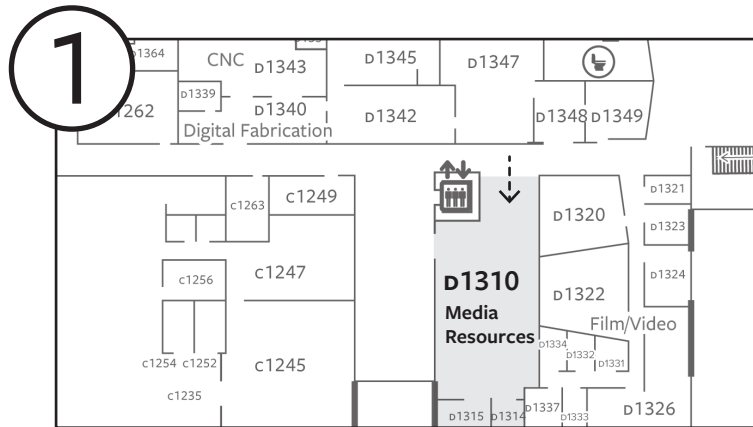 1
D1364
CNC
D1343
D1345
D1347
D1339
D1340
D1342
D1348
D1349
1262
Digital Fabrication
C1249
C1263
D1321
D1320
D1323
C1247
C1256
D1324
D1310
D1322
Media
Resources
Film/Video
D1334
D1332
D1331
C1254
C1252
C1245
C1235
D1315
D1314
D1337
D1333
D1326